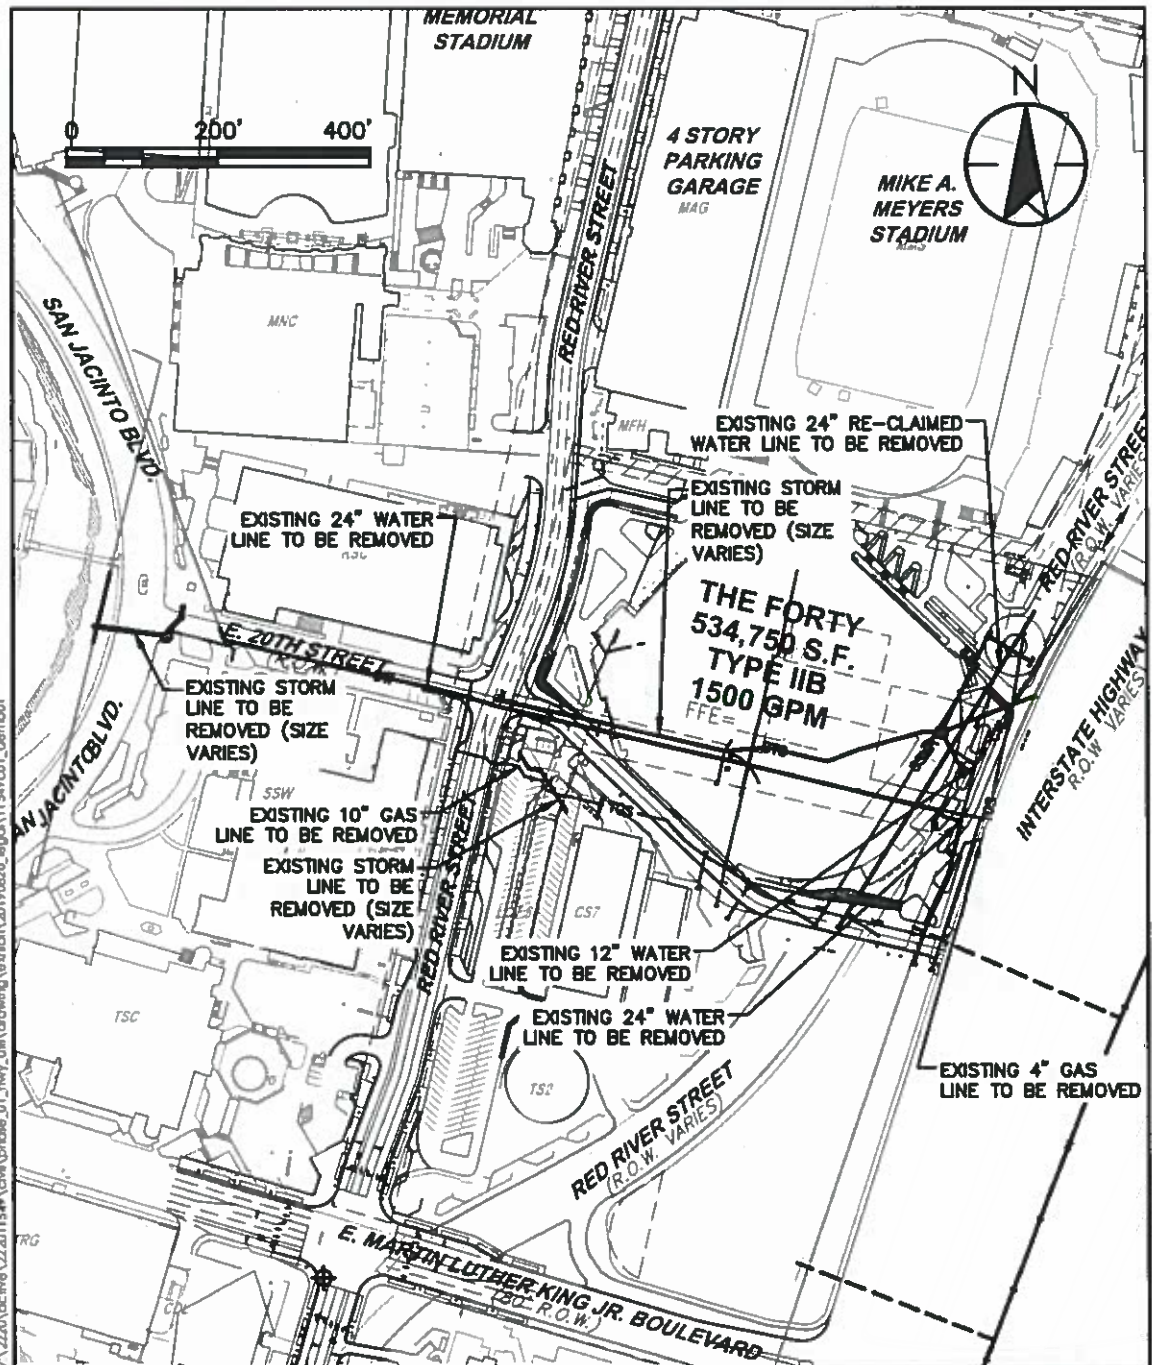 MEMORIAL
STADIUM
N
0 200' 400'
4 STORY
PARKING
GARAGE
MAG
MIKE A.
MEYERS
STADIUM
RED RIVER STREET
SAN JACINTO BLVD.
MNC
MFH
EXISTING 24" RE-CLAIMED
WATER LINE TO BE REMOVED
RED RIVER STREET
(R.O.W. VARIES)
EXISTING STORM
LINE TO BE
REMOVED (SIZE
VARIES)
EXISTING 24" WATER
LINE TO BE REMOVED
THE FORTY
534,750 S.F.
TYPE IIB
1500 GPM
FFE=
E. 20TH STREET
EXISTING STORM
LINE TO BE
REMOVED (SIZE
VARIES)
INTERSTATE HIGHWAY
R.O.W VARIES
AN JACINTOBLVD.
SSW
EXISTING 10" GAS
LINE TO BE REMOVED
RED RIVER STREET
EXISTING STORM
LINE TO BE
REMOVED (SIZE
VARIES)
CS7
EXISTING 12" WATER
LINE TO BE REMOVED
TSC
EXISTING 24" WATER
LINE TO BE REMOVED
EXISTING 4" GAS
LINE TO BE REMOVED
TS2
RED RIVER STREET
(R.O.W. VARIES)
TRG
E. MARTIN LUTHER KING JR. BOULEVARD
(80' R.O.W.)